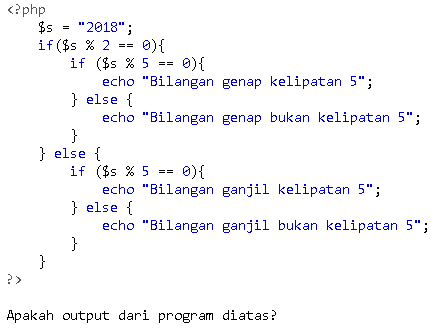 <?php
    $s = "2018";
    if($s % 2 == 0){
        if ($s % 5 == 0){
            echo "Bilangan genap kelipatan 5";
        } else {
            echo "Bilangan genap bukan kelipatan 5";
        }
    } else {
        if ($s % 5 == 0){
            echo "Bilangan ganjil kelipatan 5";
        } else {
            echo "Bilangan ganjil bukan kelipatan 5";
        }
    }
?>
Apakah output dari program diatas?